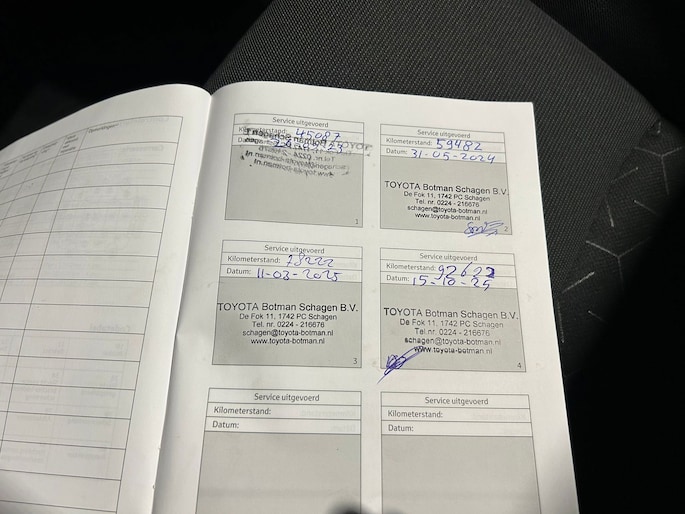 Service uitgevoerd
Kilometerstand: 45087
Datum:
1
Service uitgevoerd
Kilometerstand: 59482
Datum: 31-05-2024
TOYOTA Botman Schagen B.V.
De Fok 11, 1742 PC Schagen
Tel. nr. 0224 - 216676
schagen@toyota-botman.nl
www.toyota-botman.nl
2
Service uitgevoerd
Kilometerstand: 78222
Datum: 11-03-2025
TOYOTA Botman Schagen B.V.
De Fok 11, 1742 PC Schagen
Tel. nr. 0224 - 216676
schagen@toyota-botman.nl
www.toyota-botman.nl
3
Service uitgevoerd
Kilometerstand: 92622
Datum: 15-10-25
TOYOTA Botman Schagen B.V.
De Fok 11, 1742 PC Schagen
Tel. nr. 0224 - 216676
schagen@toyota-botman.nl
www.toyota-botman.nl
4
Service uitgevoerd
Kilometerstand:
Datum:
Service uitgevoerd
Kilometerstand:
Datum: